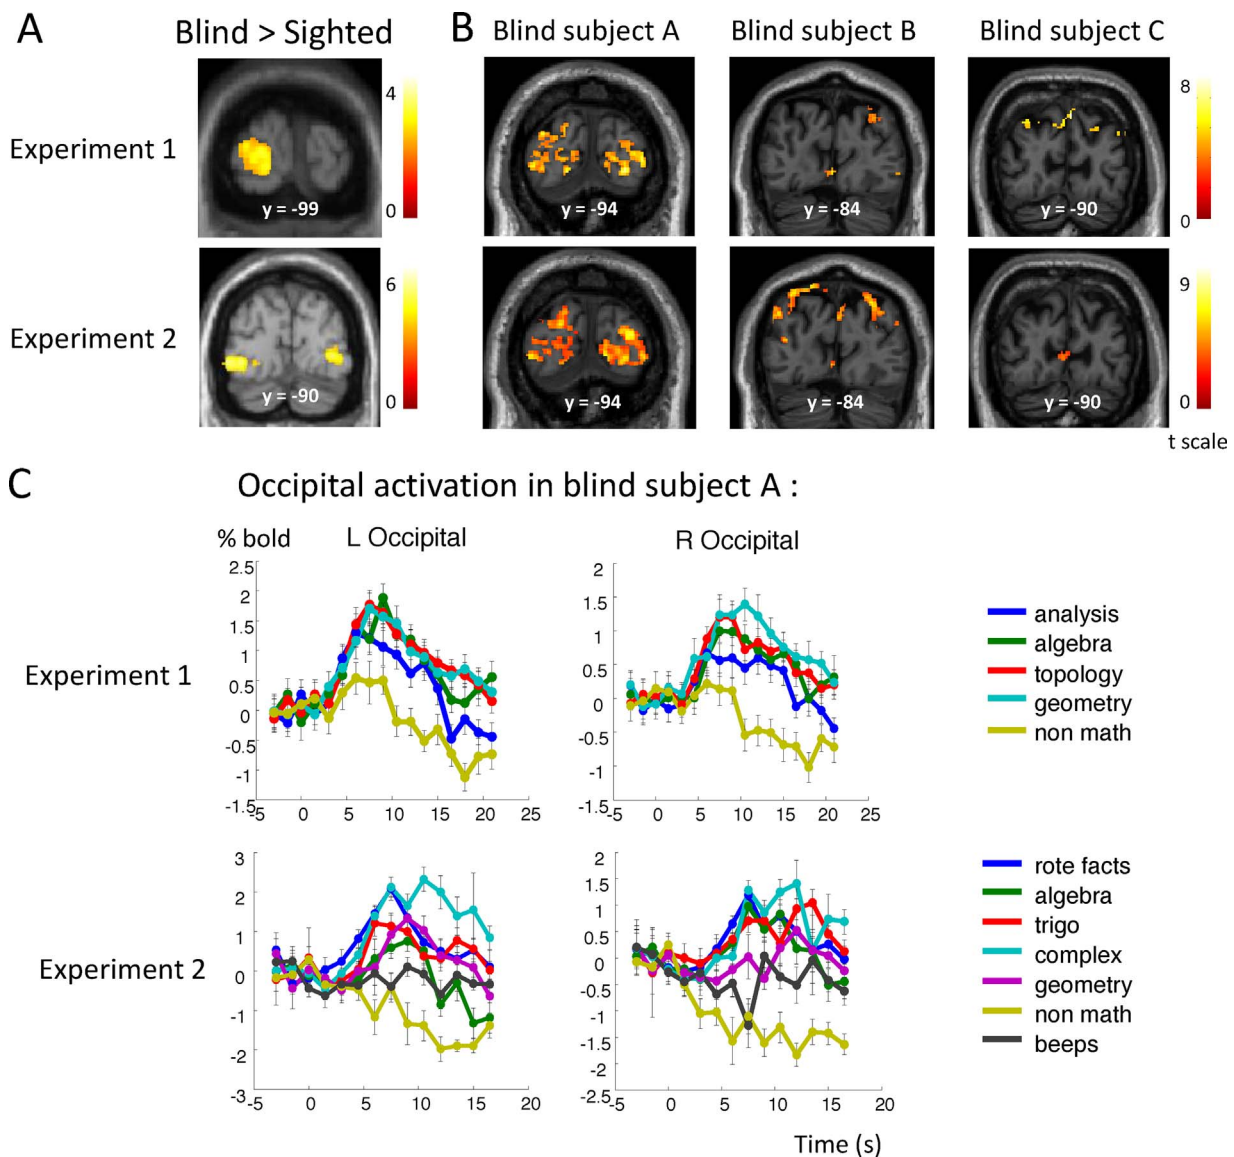 A
Blind > Sighted
B
Blind subject A
Blind subject B
Blind subject C
Experiment 1
4
0
y = -99
y = -94
y = -84
y = -90
8
0
Experiment 2
6
0
y = -90
y = -94
y = -84
y = -90
9
0
t scale
C
Occipital activation in blind subject A :
% bold
L Occipital
R Occipital
Experiment 1
2.5
2
1.5
1
0.5
0
-0.5
-1
-1.5
-5 0 5 10 15 20 25
2
1.5
1
0.5
0
-0.5
-1
-1.5
-5 0 5 10 15 20 25
analysis
algebra
topology
geometry
non math
Experiment 2
3
2
1
0
-1
-2
-3
-5 0 5 10 15 20
2
1.5
1
0.5
0
-0.5
-1
-1.5
-2
-2.5
-5 0 5 10 15 20
rote facts
algebra
trigo
complex
geometry
non math
beeps
Time (s)